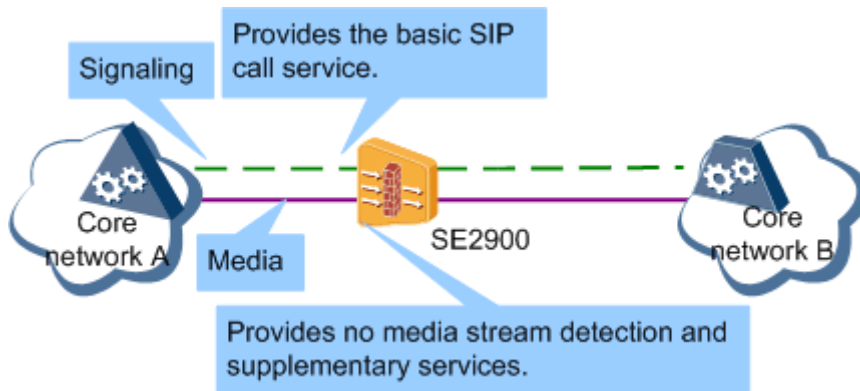 Provides the basic SIP
call service.
Signaling
Core
network A
Media
SE2900
Core
network B
Provides no media stream detection and
supplementary services.